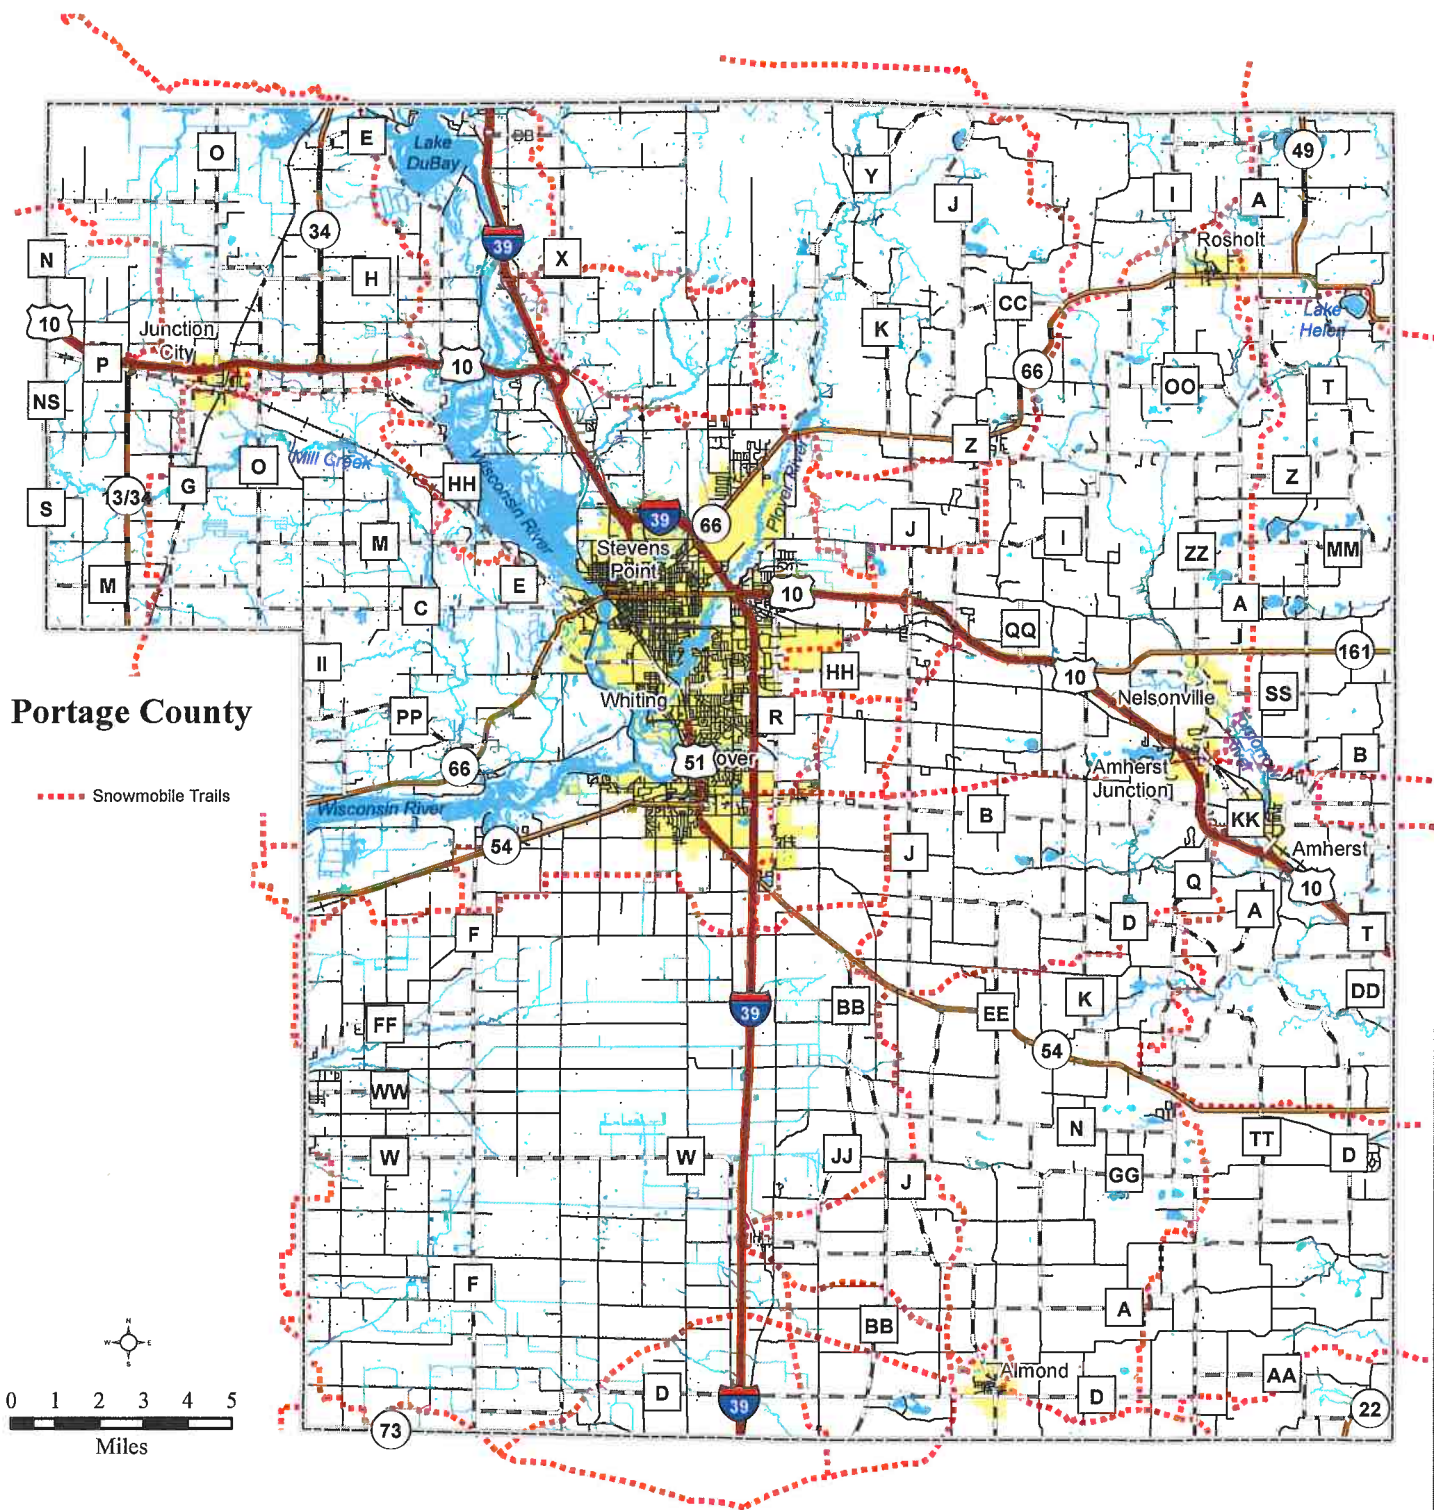 BB
E
O
Lake
DuBay
49
Y
I
A
J
34
39
Rosholt
N
X
H
CC
Lake
Helen
10
Junction
City
K
P
10
66
OO
T
NS
Z
O
Mill Creek
HH
Wisconsin River
Plover River
Z
G
3/34
S
39
66
J
I
M
Stevens
Point
ZZ
MM
M
E
10
C
A
QQ
161
II
HH
10
Nelsonville
SS
Whiting
PP
R
Portage County
Tomorrow
River
B
66
51
over
Amherst
Junction
Snowmobile Trails
Wisconsin River
B
KK
54
J
Amherst
Q
10
A
D
F
T
DD
K
BB
EE
39
FF
54
WW
N
TT
W
W
JJ
D
GG
J
F
A
BB
N
W E
S
Almond
AA
0 1 2 3 4 5
D
D
39
22
Miles
73